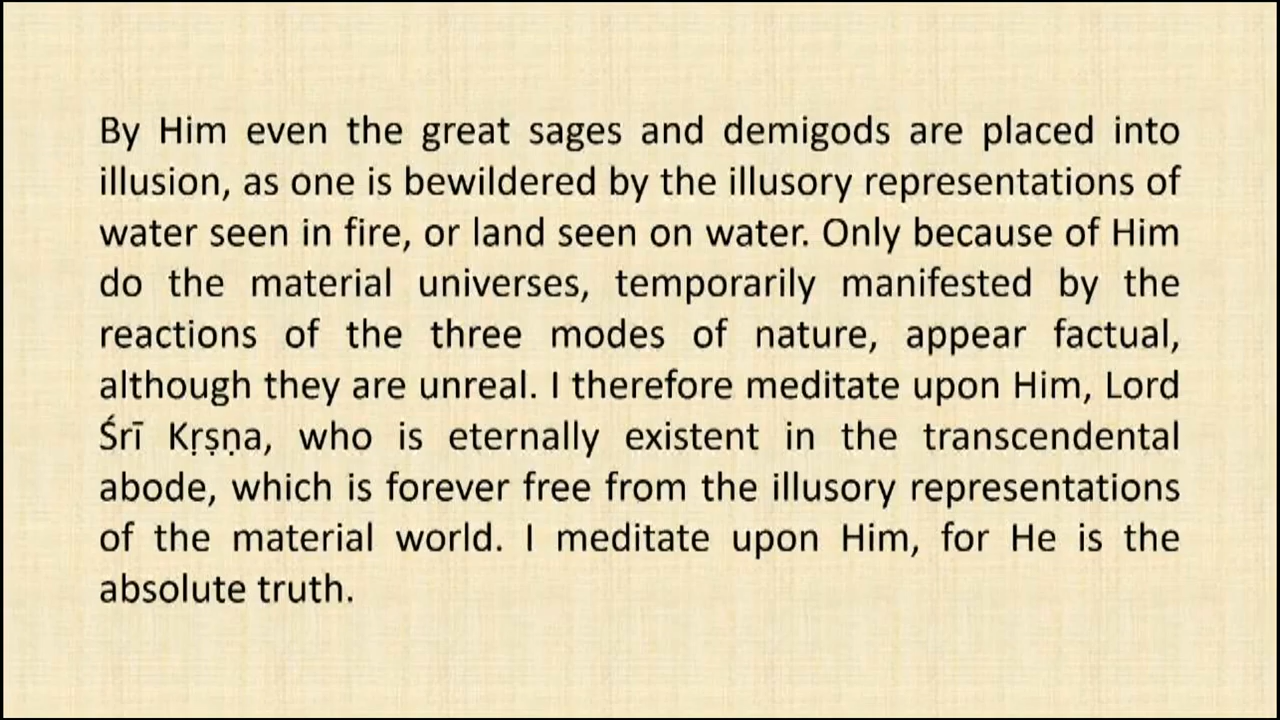 By Him even the great sages and demigods are placed into
illusion, as one is bewildered by the illusory representations of
water seen in fire, or land seen on water. Only because of Him
do the material universes, temporarily manifested by the
reactions of the three modes of nature, appear factual,
although they are unreal. I therefore meditate upon Him, Lord
Śrī Kṛṣṇa, who is eternally existent in the transcendental
abode, which is forever free from the illusory representations
of the material world. I meditate upon Him, for He is the
absolute truth.